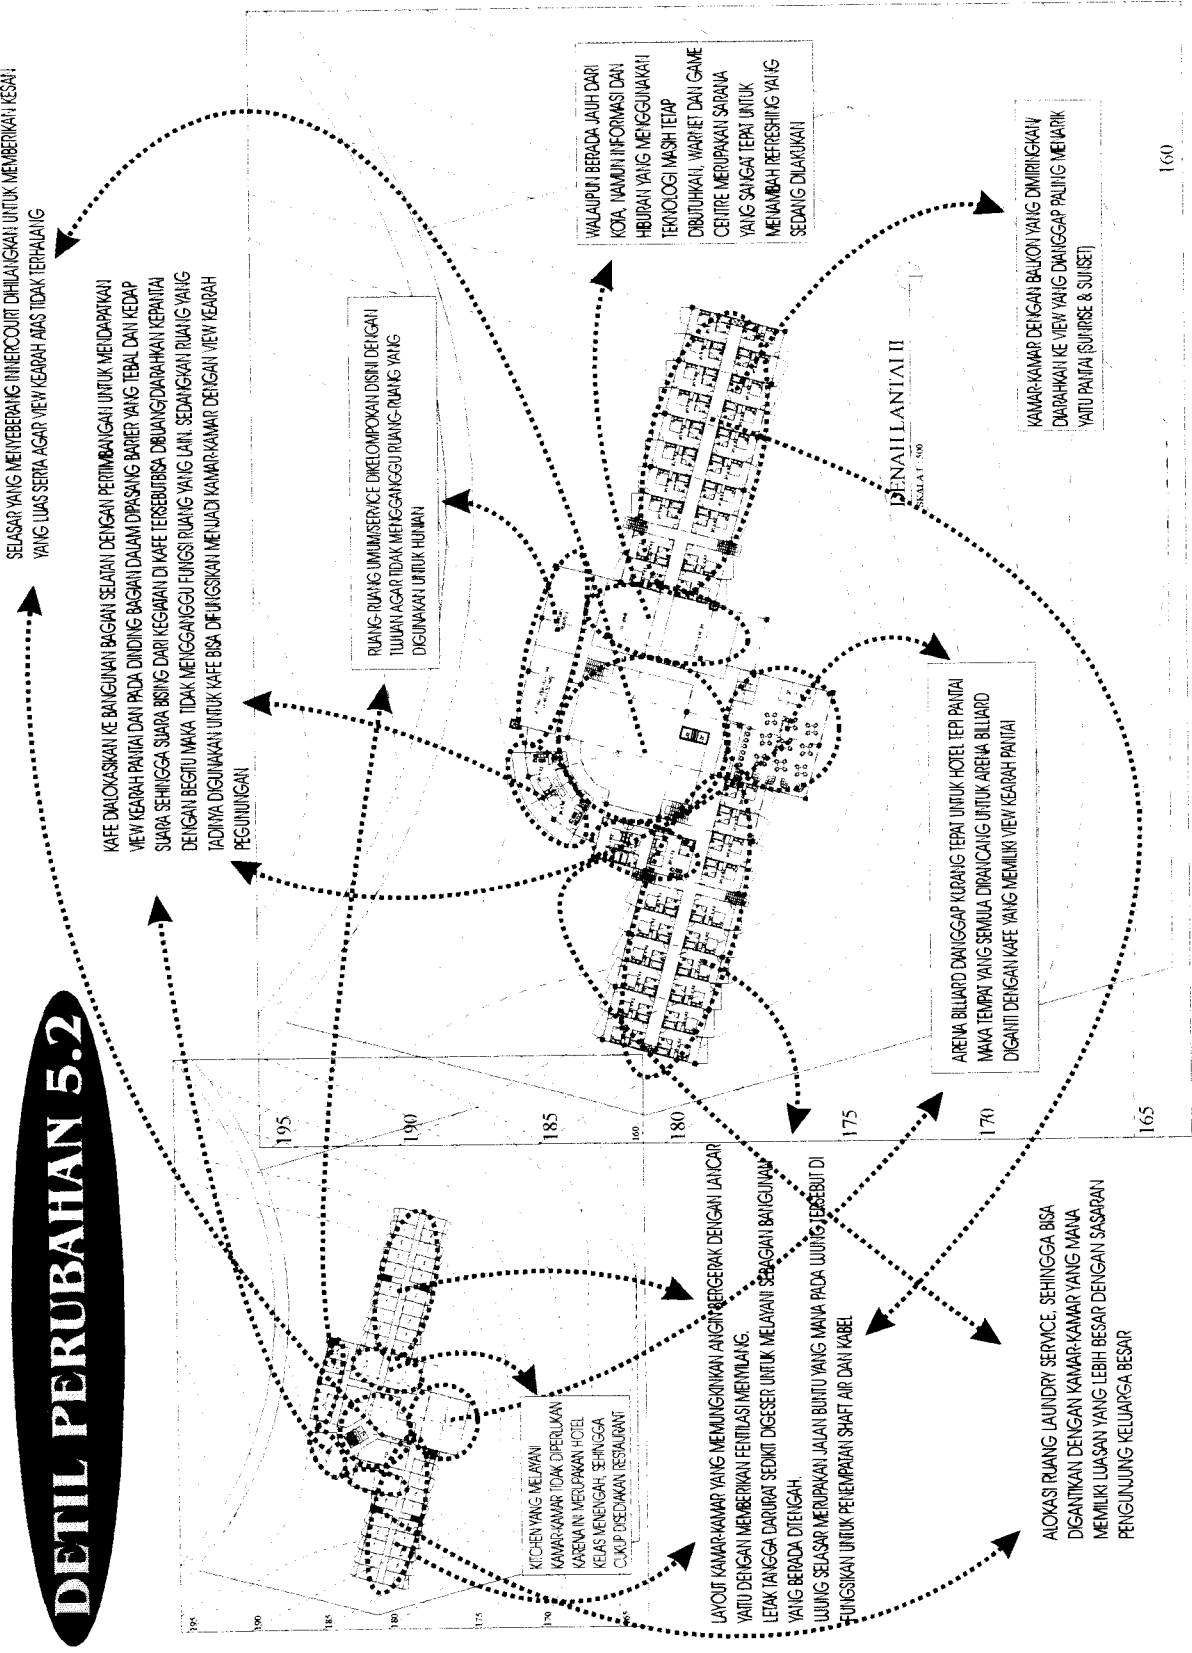 DETIL PERUBAHAN 5.2
SELASAR YANG MENYEBERANG INNERCOURT DIHILANGKAN UNTUK MEMBERIKAN KESAN
YANG LUAS SERTA AGAR VIEW KEARAH ATAS TIDAK TERHALANG
KAFE DIALOKASIKAN KE BANGUNAN BAGIAN SELATAN DENGAN PERTIMBANGAN UNTUK MENDAPATKAN
VIEW KEARAH PANTAI DAN PADA DINDING BAGIAN DALAM DIPASANG BARIER YANG TEBAL DAN KEDAP
SUARA SEHINGGA SUARA BISING DARI KEGIATAN DI KAFE TERSEBUTBISA DIBUANG/DIARAHKAN KEPANTAI
DENGAN BEGITU MAKA TIDAK MENGGANGU FUNGSI RUANG YANG LAIN. SEDANGKAN RUANG YANG
TADINYA DIGUNAKAN UNTUK KAFE BISA DIFUNGSIKAN MENJADI KAMAR-KAMAR DENGAN VIEW KEARAH
PEGUNUNGAN
RUANG-RUANG UMUM/SERVICE DIKELOMPOKAN DISIN DENGAN
TUJUAN AGAR TIDAK MENGGANGGU RUANG-RUANG YANG
DIGUNAKAN UNTUK HUNIAN
WALAUPUN BERADA JAUH DARI
KOTA, NAMUN INFORMASI DAN
HIBURAN YANG MENGGUNAKAN
TEKNOLOGI MASIH TETAP
DIBUTUHKAN, WARNET DAN GAME
CENTRE MERUPAKAN SARANA
YANG SANGAT TEPAT UNTUK
MENAMBAH REFRESHING YANG
SEDANG DILAKUKAN
KAMAR-KAMAR DENGAN BALKON YANG DIMIRINGKAN/
DIARAHKAN KE VIEW YANG DIANGGAP PALING MENARIK
YAITU PANTAI (SUNRISE & SUNSET)
DENAH LANTAI II
ARENA BILLIARD DIANGGAP KURANG TEPAT UNTUK HOTEL TEPI PANTAI
MAKA TEMPAT YANG SEMULA DIRANCANG UNTUK ARENA BILLIARD
DIGANTI DENGAN KAFE YANG MEMILIKI VIEW KEARAH PANTAI
195
190
185
160
180
175
170
165
160
KITCHEN YANG MELAYANI
KAMAR-KAMAR TIDAK DIPERLUKAN
KARENA INI MERUPAKAN HOTEL
KELAS MENENGAH, SEHINGGA
CUKUP DISEDIAKAN RESTAURANT
195
190
185
180
175
170
165
LAYOUT KAMAR-KAMAR YANG MEMUNGKINKAN ANGIN BERGERAK DENGAN LANCAR
YAITU DENGAN MEMBERIKAN FENTILASI MENYILANG.
LETAK TANGGA DARURAT SEDIKIT DIGESER UNTUK MELAYANI SEBAGIAN BANGUNAN
YANG BERADA DITENGAH.
UJUNG SELASAR MERUPAKAN JALAN BUNTU YANG MANA PADA UJUNG TERSEBUT DI
FUNGSIKAN UNTUK PENEMPATAN SHAFT AIR DAN KABEL
ALOKASI RUANG LAUNDRY SERVICE, SEHINGGA BISA
DIGANTIKAN DENGAN KAMAR-KAMAR YANG MANA
MEMILIKI LUASAN YANG LEBIH BESAR DENGAN SASARAN
PENGUNJUNG KELUARGA BESAR